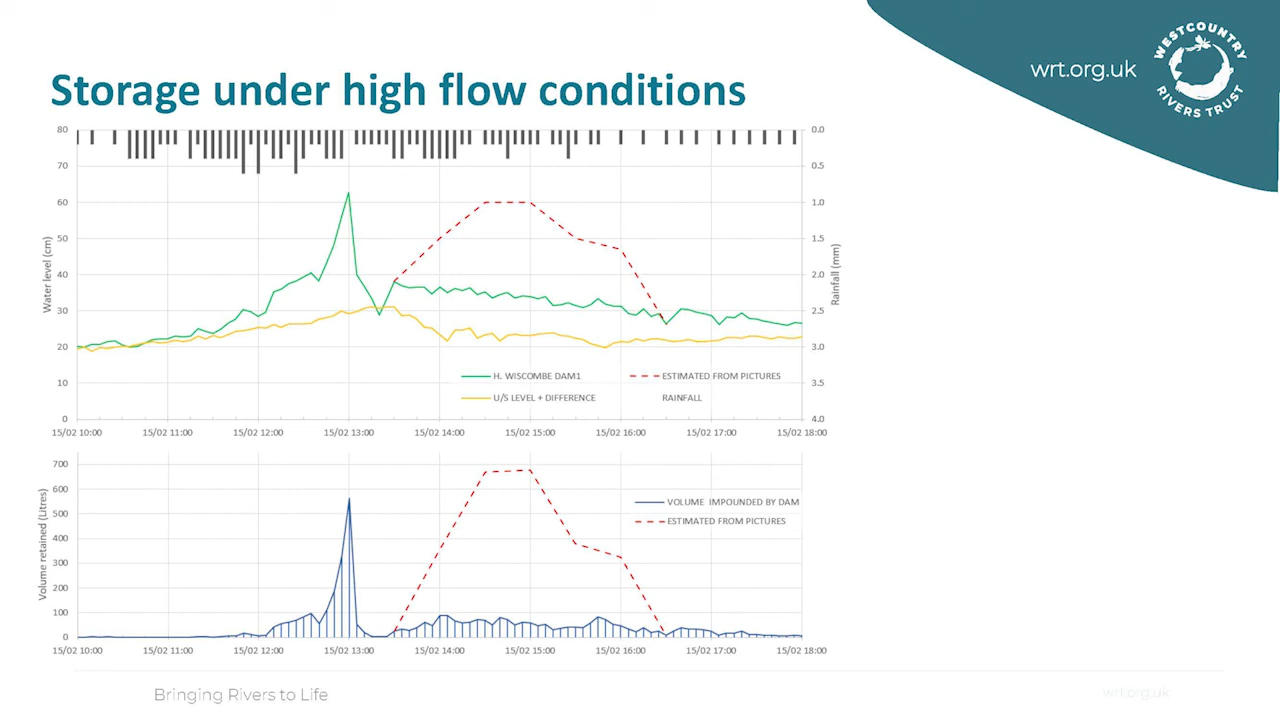 wrt.org.uk
WESTCOUNTRY
RIVERS TRUST
Storage under high flow conditions
80
70
60
50
40
30
20
10
0
Water level (cm)
0.0
0.5
1.0
1.5
2.0
2.5
3.0
3.5
4.0
Rainfall (mm)
H. WISCOMBE DAM1
ESTIMATED FROM PICTURES
U/S LEVEL + DIFFERENCE
RAINFALL
15/02 10:00 15/02 11:00 15/02 12:00 15/02 13:00 15/02 14:00 15/02 15:00 15/02 16:00 15/02 17:00 15/02 18:00
700
600
500
400
300
200
100
0
Volume retained (Litres)
VOLUME IMPOUNDED BY DAM
ESTIMATED FROM PICTURES
15/02 10:00 15/02 11:00 15/02 12:00 15/02 13:00 15/02 14:00 15/02 15:00 15/02 16:00 15/02 17:00 15/02 18:00
Bringing Rivers to Life
wrt.org.uk